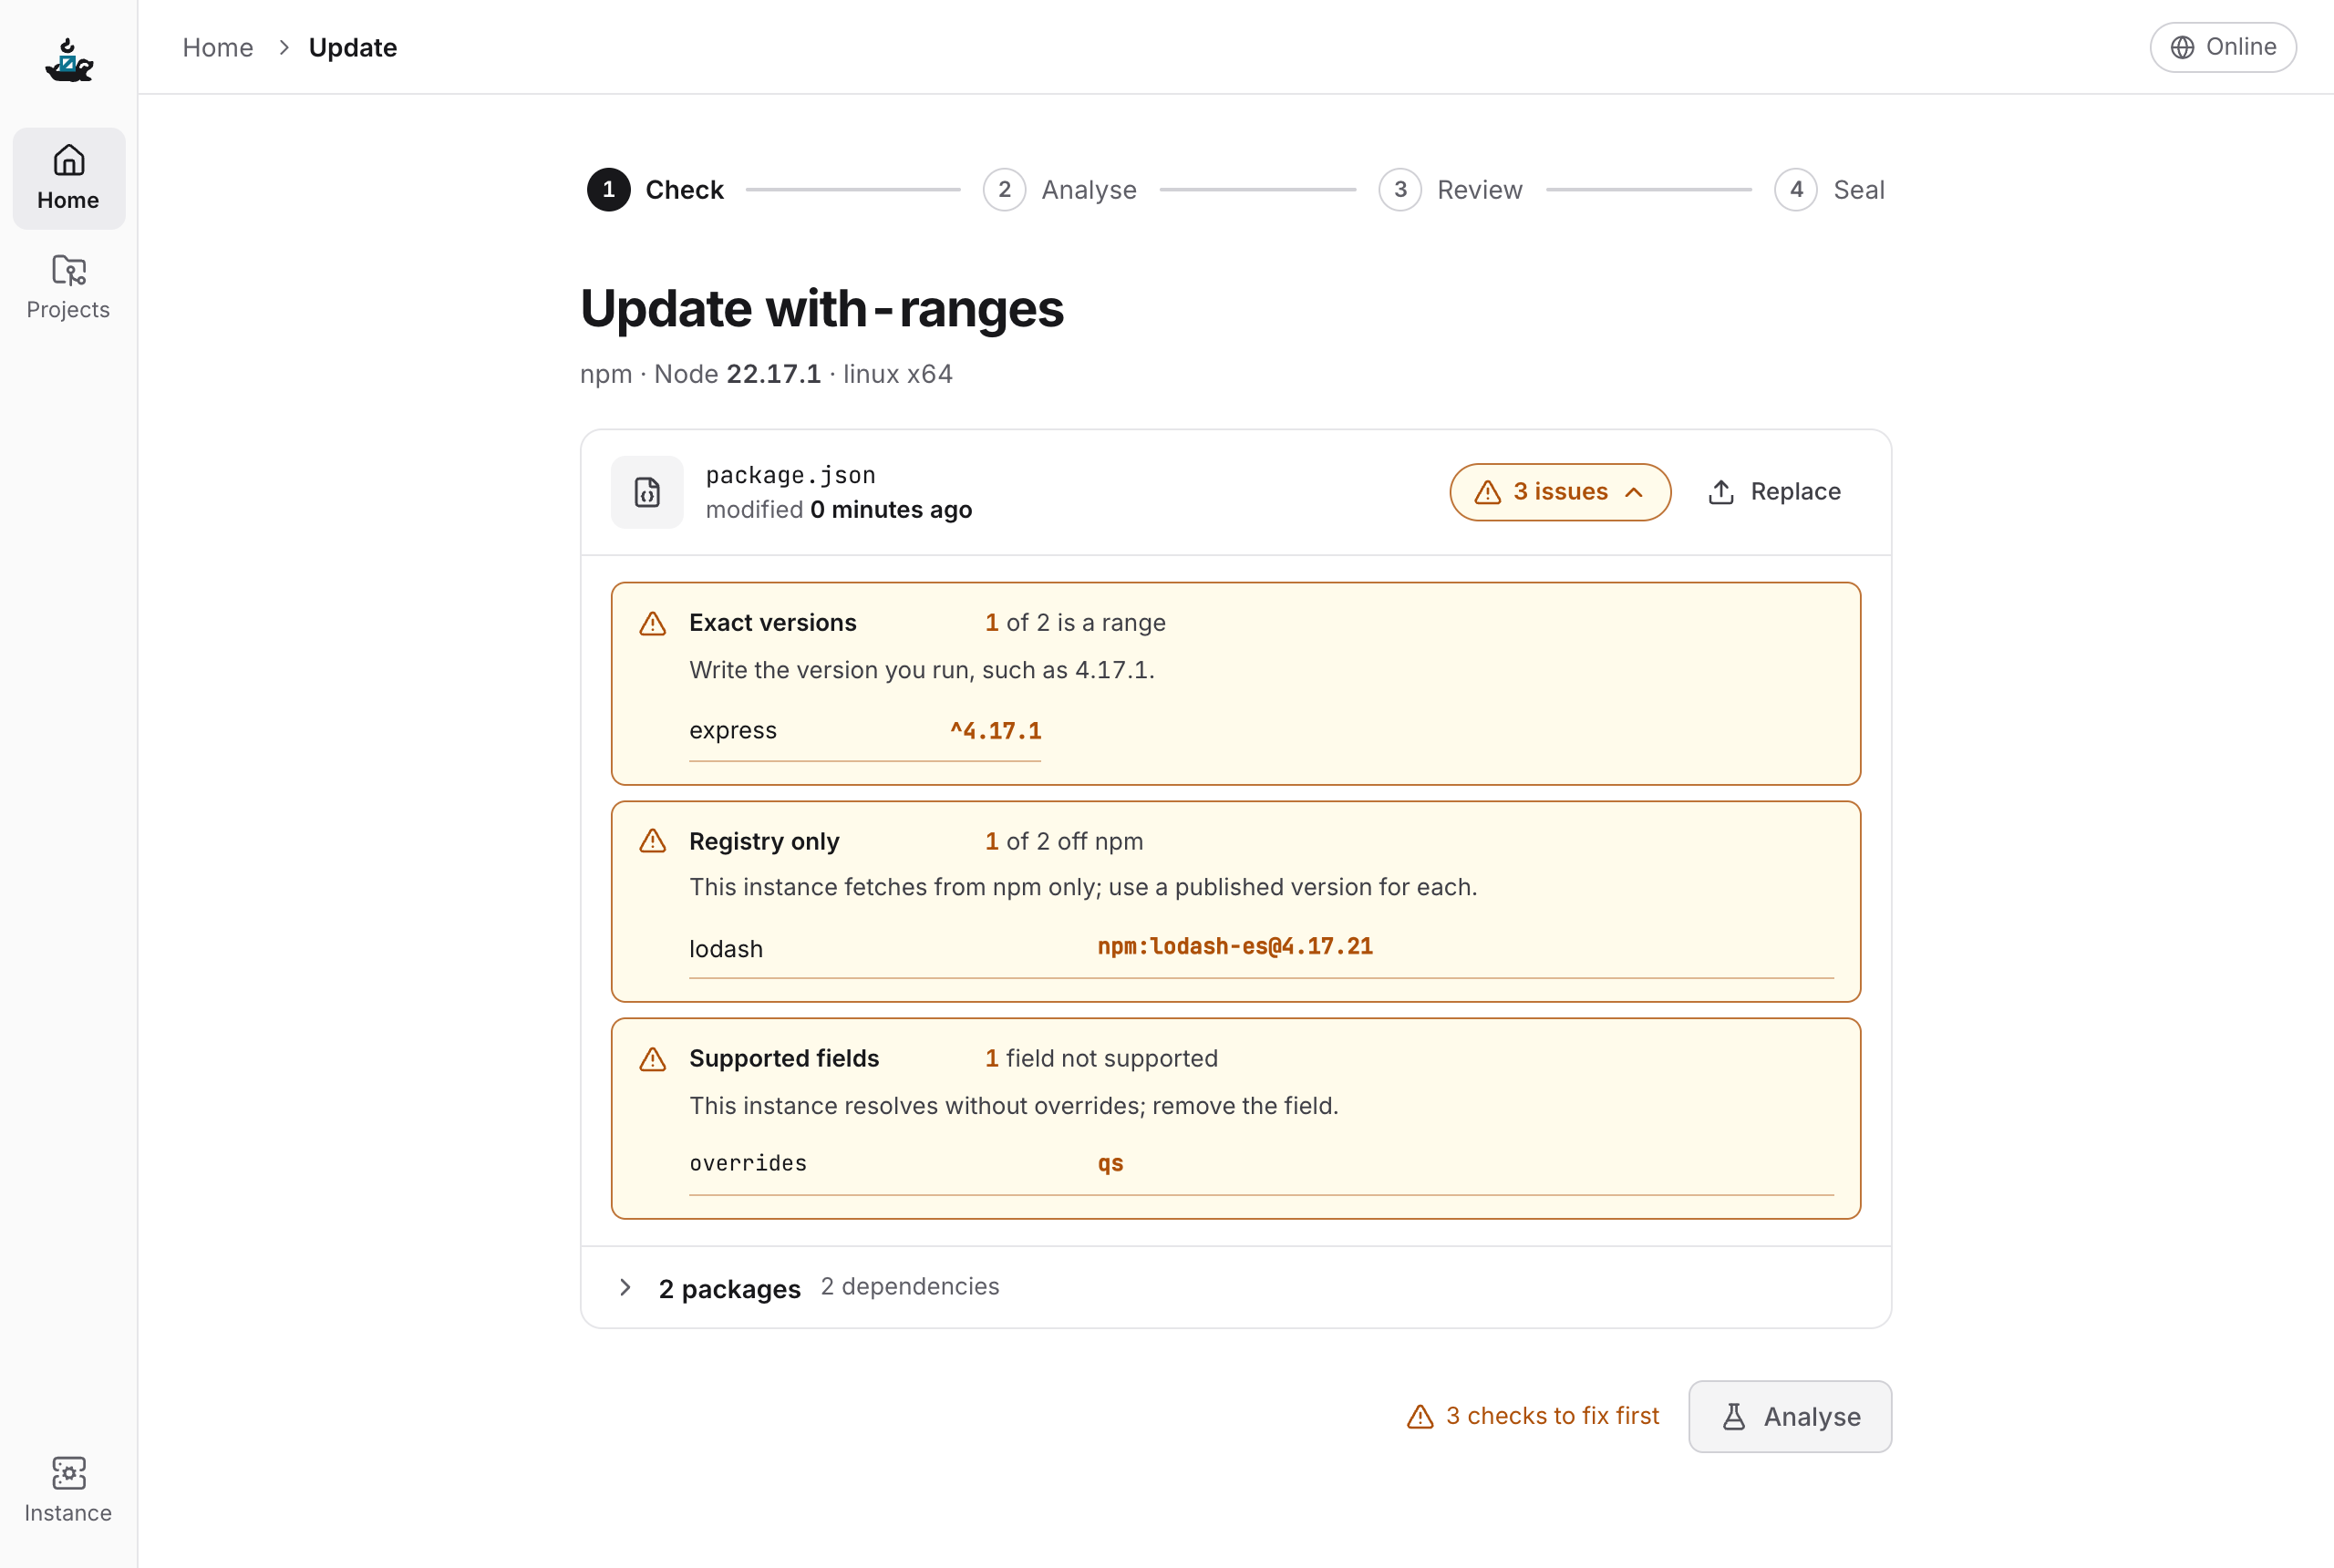 Home > Update
Online
Home
Projects
Instance
1 Check
2 Analyse
3 Review
4 Seal
Update with-ranges
npm · Node 22.17.1 · linux x64
package.json
modified 0 minutes ago
3 issues
Replace
Exact versions 1 of 2 is a range
Write the version you run, such as 4.17.1.
express ^4.17.1
Registry only 1 of 2 off npm
This instance fetches from npm only; use a published version for each.
lodash npm:lodash-es@4.17.21
Supported fields 1 field not supported
This instance resolves without overrides; remove the field.
overrides qs
2 packages 2 dependencies
3 checks to fix first
Analyse